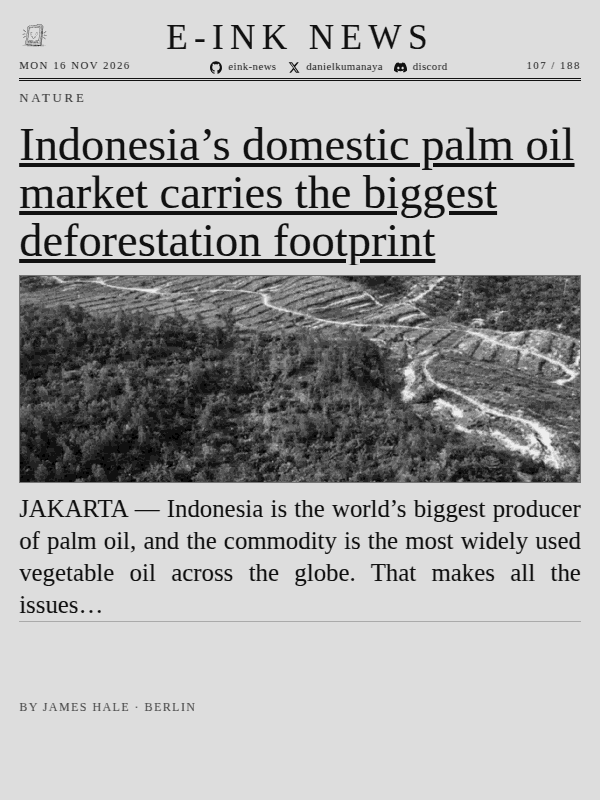 E-INK NEWS
MON 16 NOV 2026
eink-news
danielkumanaya
discord
107 / 188
NATURE
Indonesia’s domestic palm oil
market carries the biggest
deforestation footprint
JAKARTA — Indonesia is the world’s biggest producer
of palm oil, and the commodity is the most widely used
vegetable oil across the globe. That makes all the
issues…
BY JAMES HALE · BERLIN